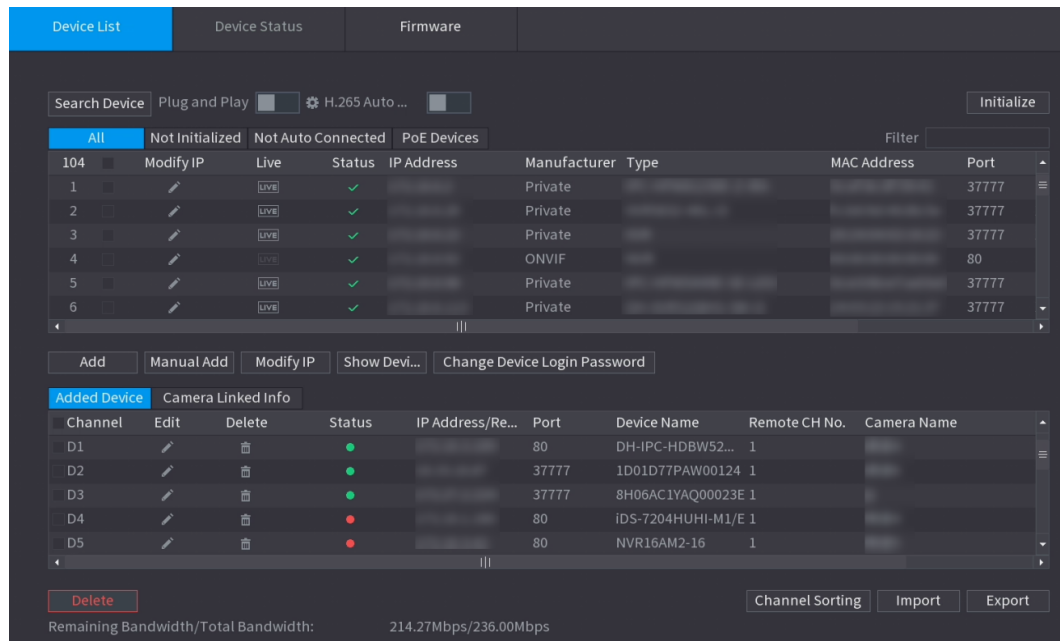 Device List Device Status Firmware
Search Device Plug and Play H.265 Auto ... Initialize
All Not Initialized Not Auto Connected PoE Devices Filter
104 Modify IP Live Status IP Address Manufacturer Type MAC Address Port
1 LIVE Private 37777
2 LIVE Private 37777
3 LIVE Private 37777
4 LIVE ONVIF 80
5 LIVE Private 37777
6 LIVE Private 37777
Add Manual Add Modify IP Show Devi... Change Device Login Password
Added Device Camera Linked Info
Channel Edit Delete Status IP Address/Re... Port Device Name Remote CH No. Camera Name
D1 80 DH-IPC-HDBW52... 1
D2 37777 1D01D77PAW00124 1
D3 37777 8H06AC1YAQ00023E 1
D4 80 iDS-7204HUHI-M1/E 1
D5 80 NVR16AM2-16 1
Delete Channel Sorting Import Export
Remaining Bandwidth/Total Bandwidth: 214.27Mbps/236.00Mbps